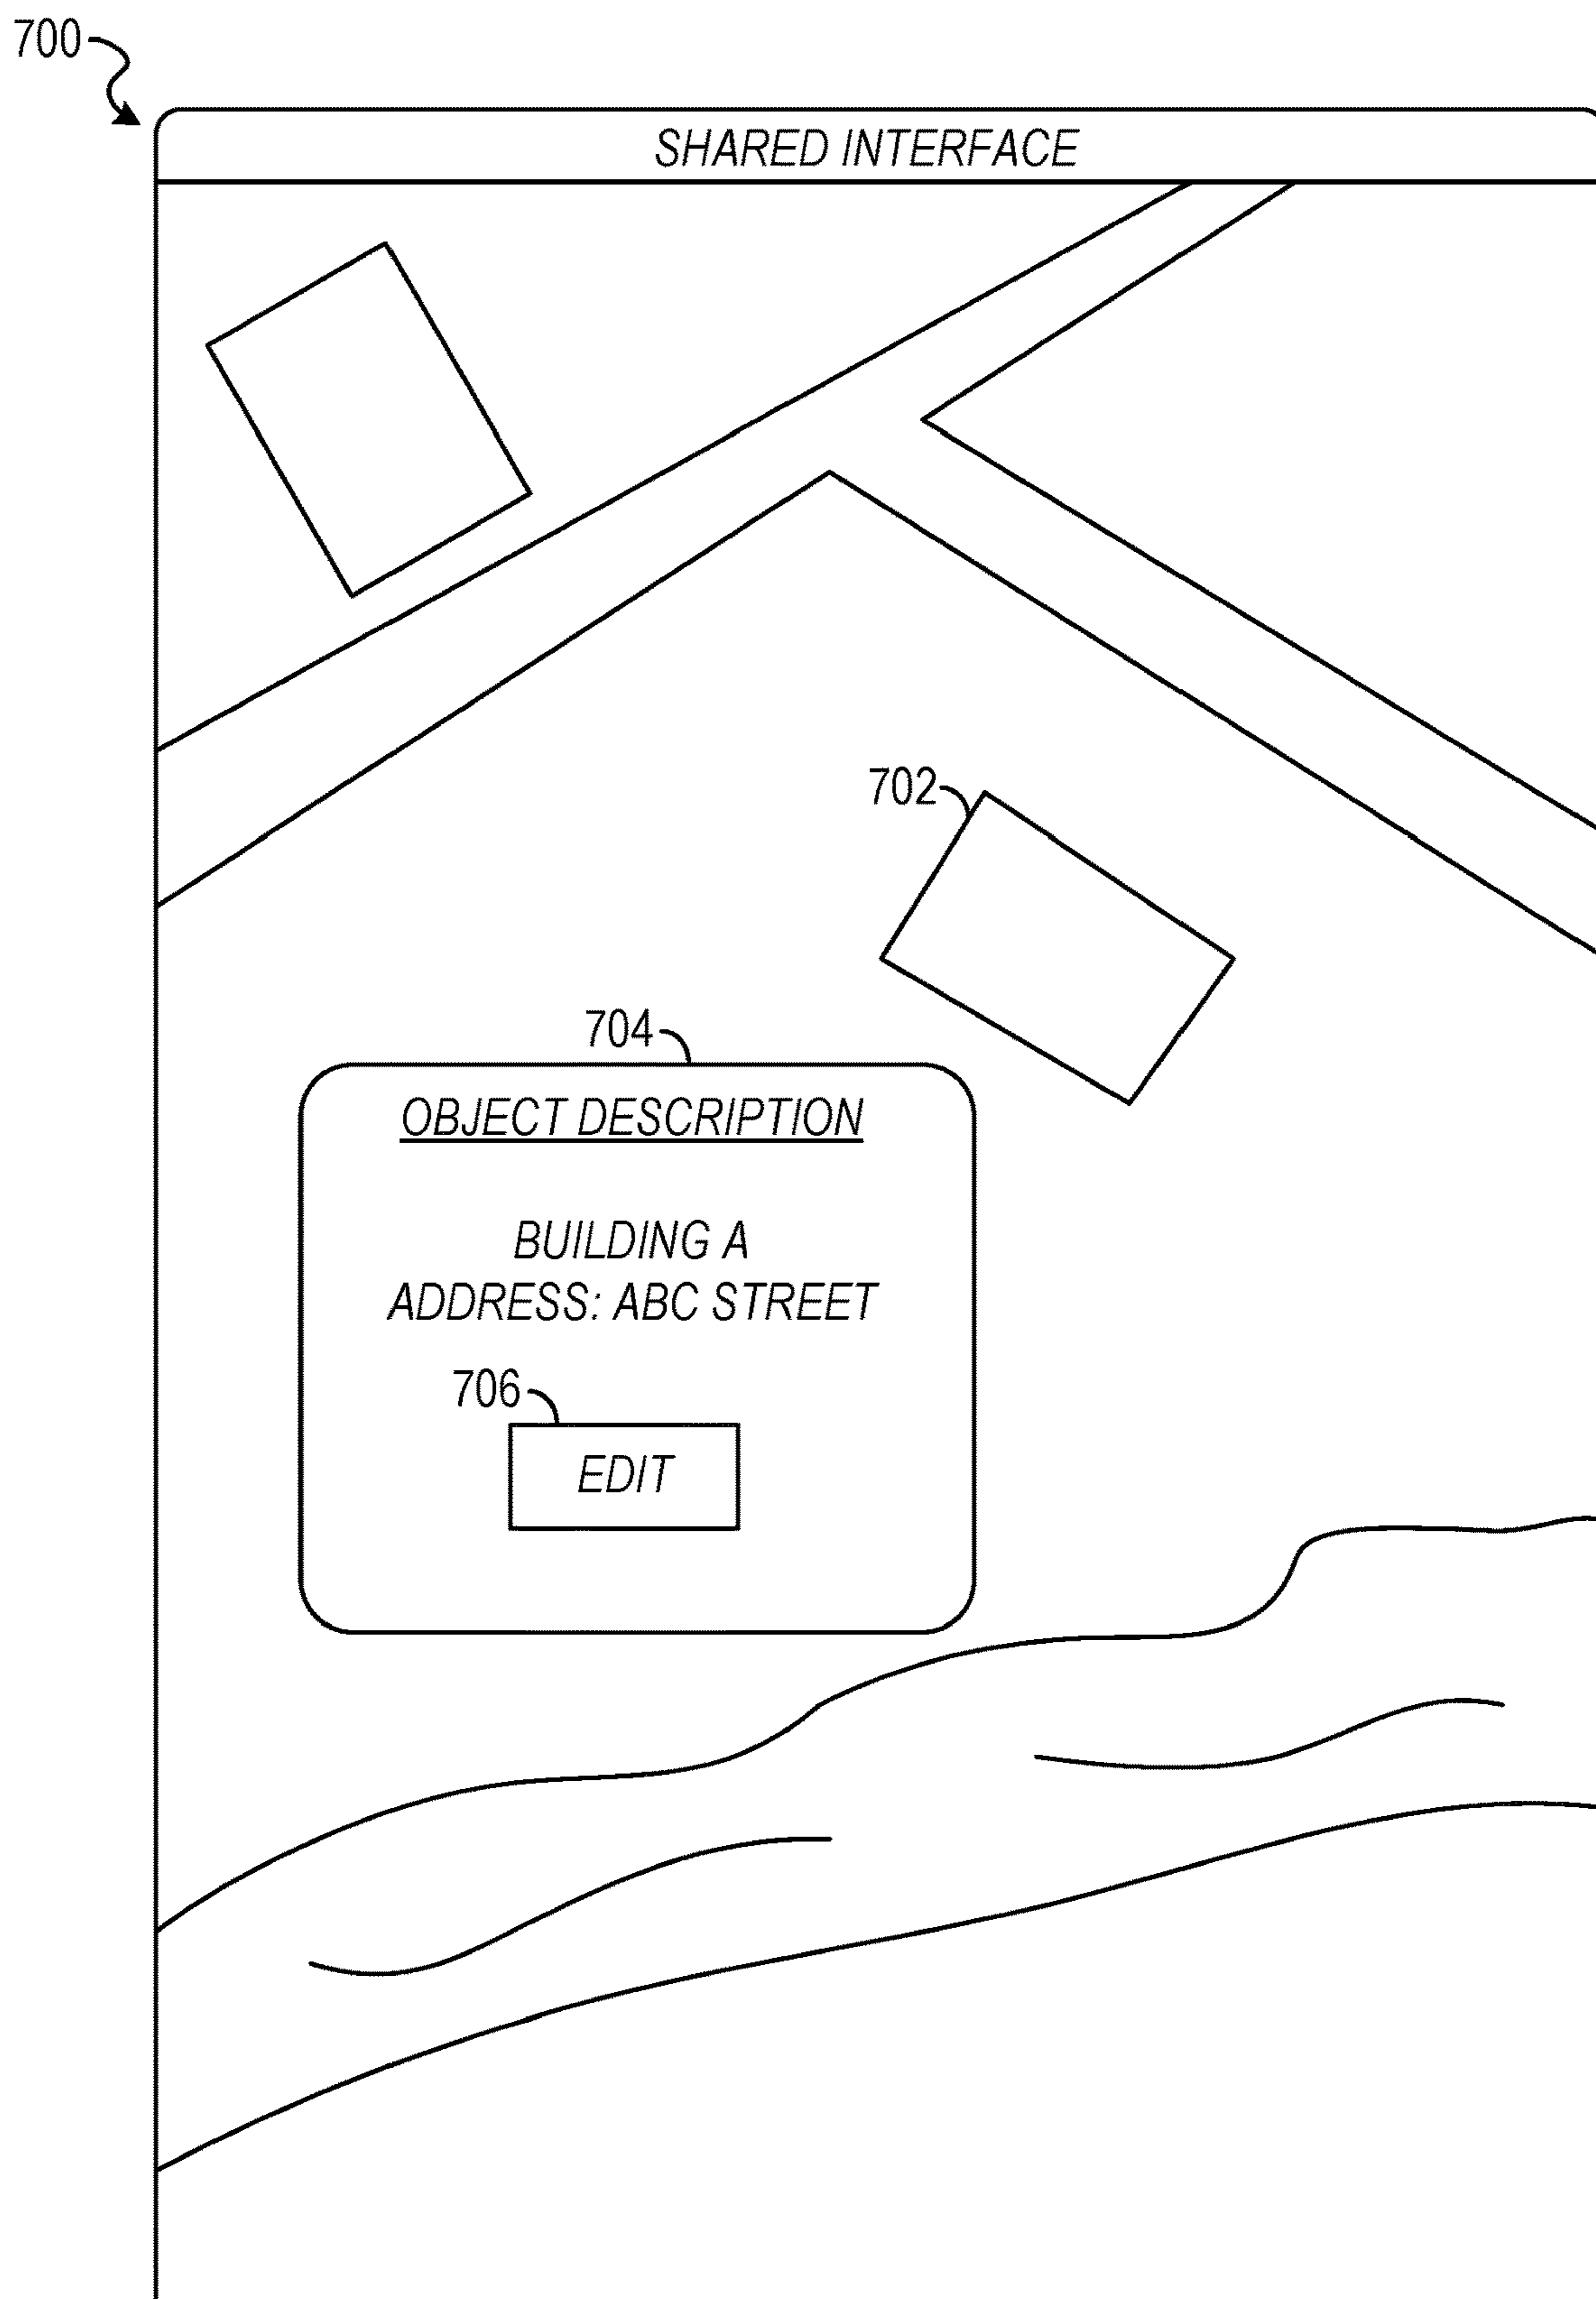 700
SHARED INTERFACE
702
704
OBJECT DESCRIPTION
BUILDING A
ADDRESS: ABC STREET
706
EDIT